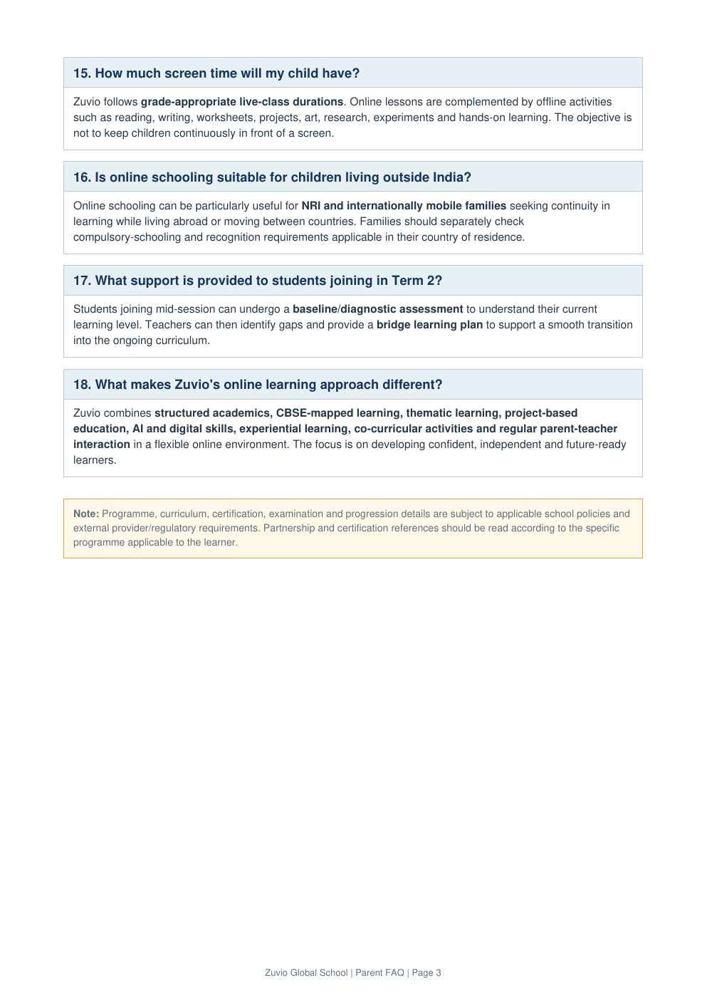 15. How much screen time will my child have?
Zuvio follows grade-appropriate live-class durations. Online lessons are complemented by offline activities
such as reading, writing, worksheets, projects, art, research, experiments and hands-on learning. The objective is
not to keep children continuously in front of a screen.
16. Is online schooling suitable for children living outside India?
Online schooling can be particularly useful for NRI and internationally mobile families seeking continuity in
learning while living abroad or moving between countries. Families should separately check
compulsory-schooling and recognition requirements applicable in their country of residence.
17. What support is provided to students joining in Term 2?
Students joining mid-session can undergo a baseline/diagnostic assessment to understand their current
learning level. Teachers can then identify gaps and provide a bridge learning plan to support a smooth transition
into the ongoing curriculum.
18. What makes Zuvio's online learning approach different?
Zuvio combines structured academics, CBSE-mapped learning, thematic learning, project-based
education, AI and digital skills, experiential learning, co-curricular activities and regular parent-teacher
interaction in a flexible online environment. The focus is on developing confident, independent and future-ready
learners.
Note: Programme, curriculum, certification, examination and progression details are subject to applicable school policies and
external provider/regulatory requirements. Partnership and certification references should be read according to the specific
programme applicable to the learner.
Zuvio Global School | Parent FAQ | Page 3